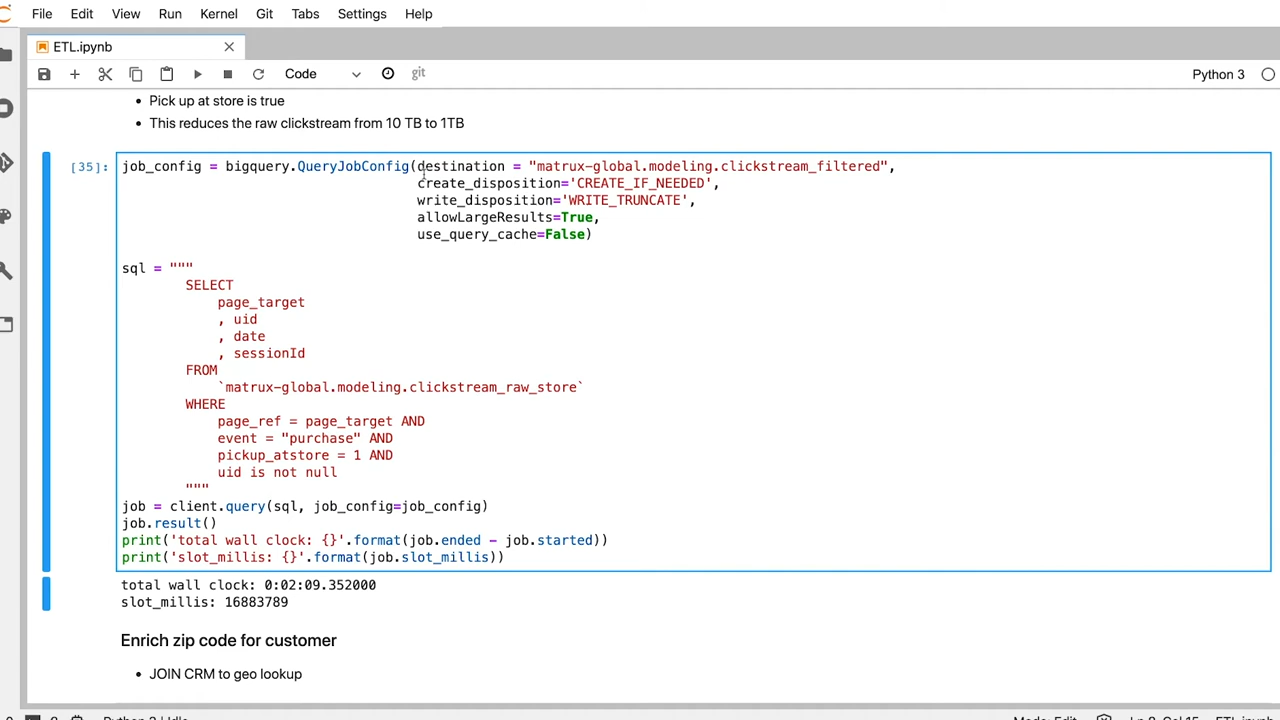 File Edit View Run Kernel Git Tabs Settings Help
ETL.ipynb
Code git Python 3
Pick up at store is true
This reduces the raw clickstream from 10 TB to 1TB
[35]: job_config = bigquery.QueryJobConfig(destination = "matrux-global.modeling.clickstream_filtered",
create_disposition='CREATE_IF_NEEDED',
write_disposition='WRITE_TRUNCATE',
allowLargeResults=True,
use_query_cache=False)
sql = """
SELECT
page_target
, uid
, date
, sessionId
FROM
`matrux-global.modeling.clickstream_raw_store`
WHERE
page_ref = page_target AND
event = "purchase" AND
pickup_atstore = 1 AND
uid is not null
"""
job = client.query(sql, job_config=job_config)
job.result()
print('total wall clock: {}'.format(job.ended - job.started))
print('slot_millis: {}'.format(job.slot_millis))
total wall clock: 0:02:09.352000
slot_millis: 16883789
Enrich zip code for customer
JOIN CRM to geo lookup